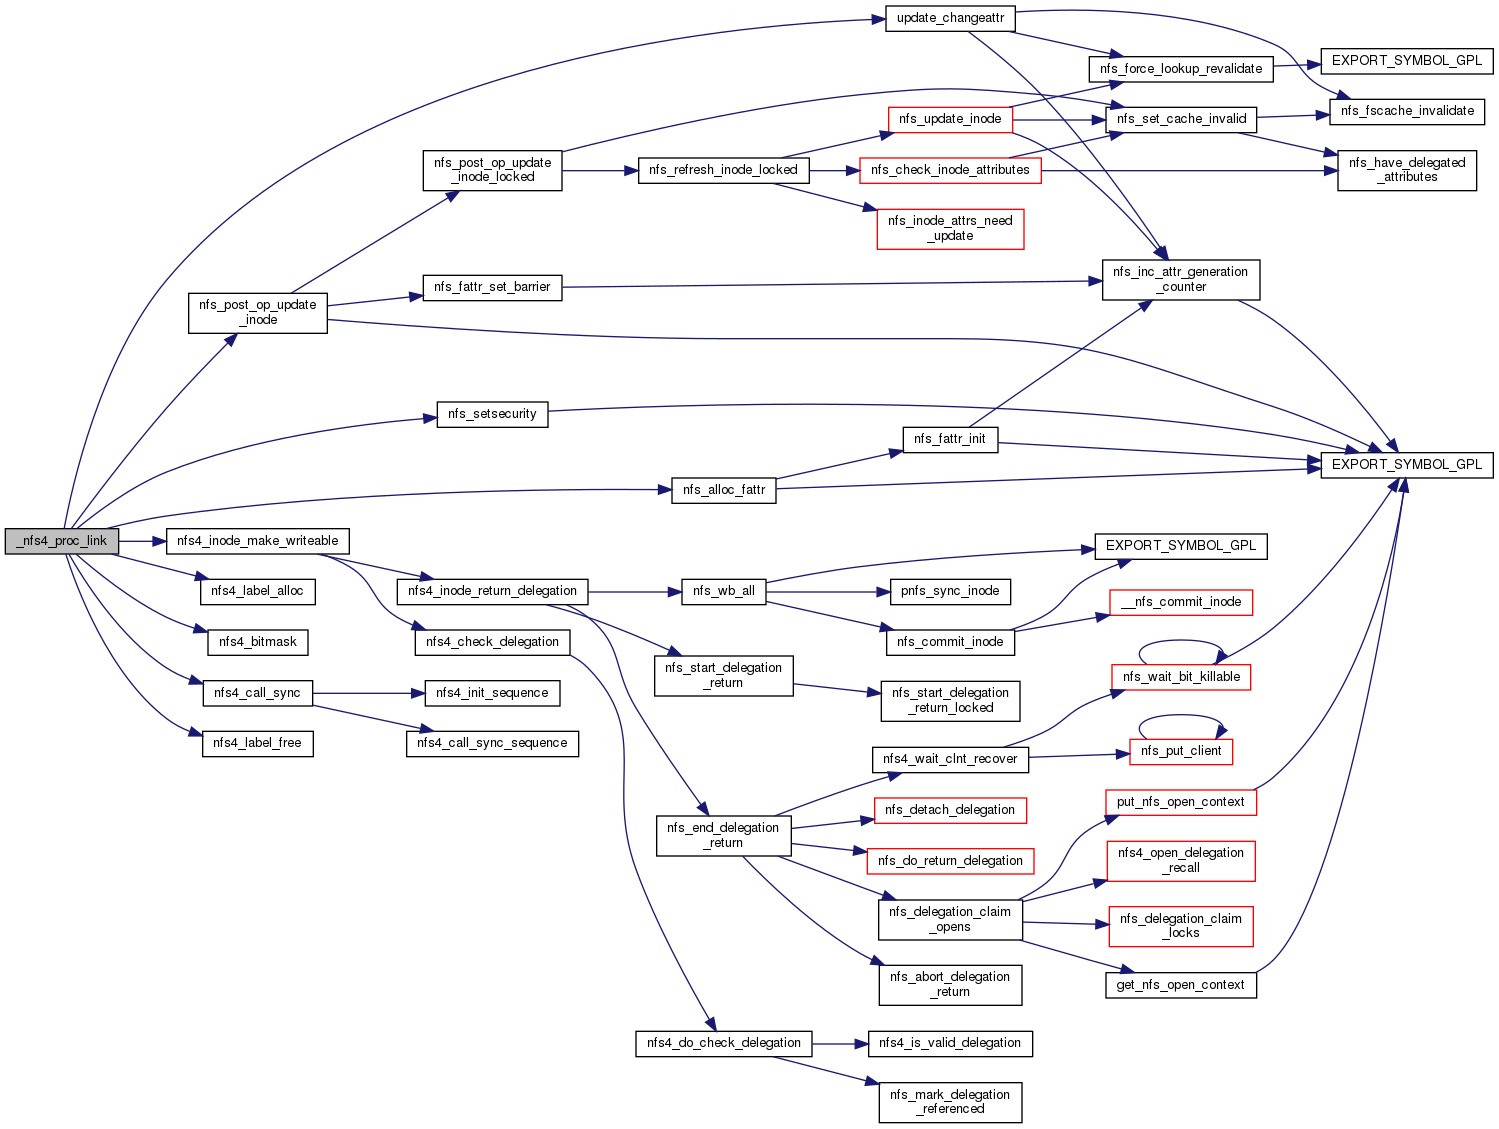 update_changeattr
nfs_force_lookup_revalidate
EXPORT_SYMBOL_GPL
nfs_fscache_invalidate
nfs_update_inode
nfs_set_cache_invalid
nfs_post_op_update
_inode_locked
nfs_refresh_inode_locked
nfs_check_inode_attributes
nfs_have_delegated
_attributes
nfs_inode_attrs_need
_update
nfs_inc_attr_generation
_counter
nfs_fattr_set_barrier
nfs_post_op_update
_inode
nfs_setsecurity
nfs_fattr_init
EXPORT_SYMBOL_GPL
nfs_alloc_fattr
_nfs4_proc_link
nfs4_inode_make_writeable
EXPORT_SYMBOL_GPL
nfs4_label_alloc
nfs4_inode_return_delegation
nfs_wb_all
pnfs_sync_inode
__nfs_commit_inode
nfs4_bitmask
nfs4_check_delegation
nfs_commit_inode
nfs_start_delegation
_return
nfs_wait_bit_killable
nfs4_call_sync
nfs4_init_sequence
nfs_start_delegation
_return_locked
nfs4_label_free
nfs4_call_sync_sequence
nfs4_wait_clnt_recover
nfs_put_client
nfs_detach_delegation
put_nfs_open_context
nfs_end_delegation
_return
nfs_do_return_delegation
nfs4_open_delegation
_recall
nfs_delegation_claim
_opens
nfs_delegation_claim
_locks
nfs_abort_delegation
_return
get_nfs_open_context
nfs4_do_check_delegation
nfs4_is_valid_delegation
nfs_mark_delegation
_referenced